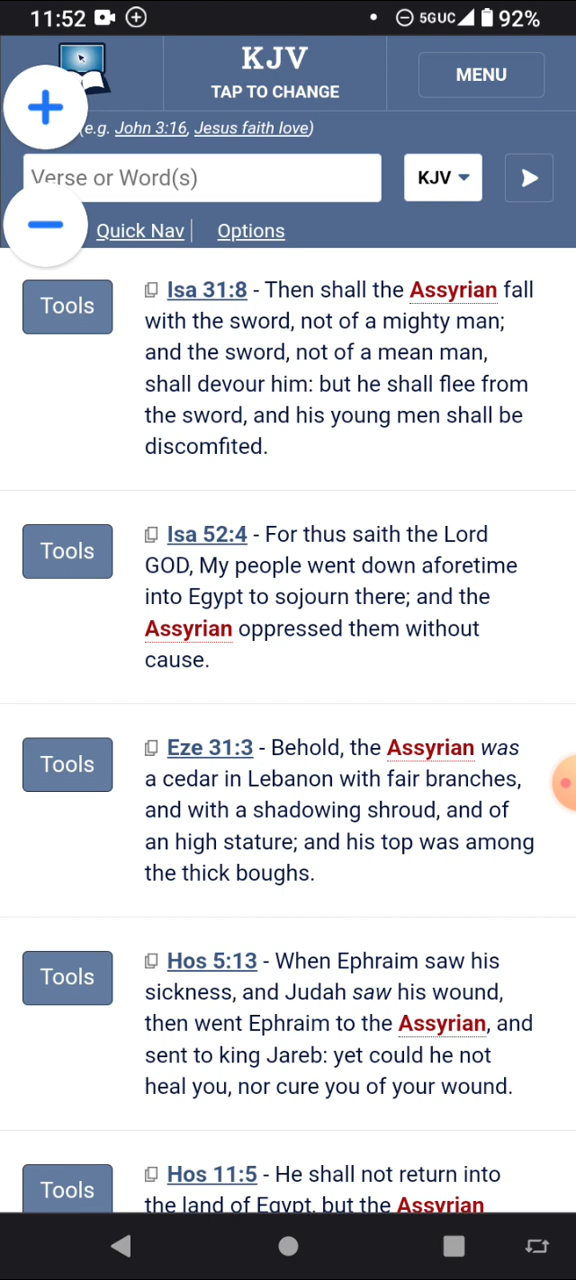 11:52 5GUC 92%
KJV
TAP TO CHANGE
MENU
(e.g. John 3:16, Jesus faith love)
Verse or Word(s)
KJV
Quick Nav Options
Tools
Isa 31:8 - Then shall the Assyrian fall
with the sword, not of a mighty man;
and the sword, not of a mean man,
shall devour him: but he shall flee from
the sword, and his young men shall be
discomfited.
Tools
Isa 52:4 - For thus saith the Lord
GOD, My people went down aforetime
into Egypt to sojourn there; and the
Assyrian oppressed them without
cause.
Tools
Eze 31:3 - Behold, the Assyrian was
a cedar in Lebanon with fair branches,
and with a shadowing shroud, and of
an high stature; and his top was among
the thick boughs.
Tools
Hos 5:13 - When Ephraim saw his
sickness, and Judah saw his wound,
then went Ephraim to the Assyrian, and
sent to king Jareb: yet could he not
heal you, nor cure you of your wound.
Tools
Hos 11:5 - He shall not return into
the land of Egypt, but the Assyrian